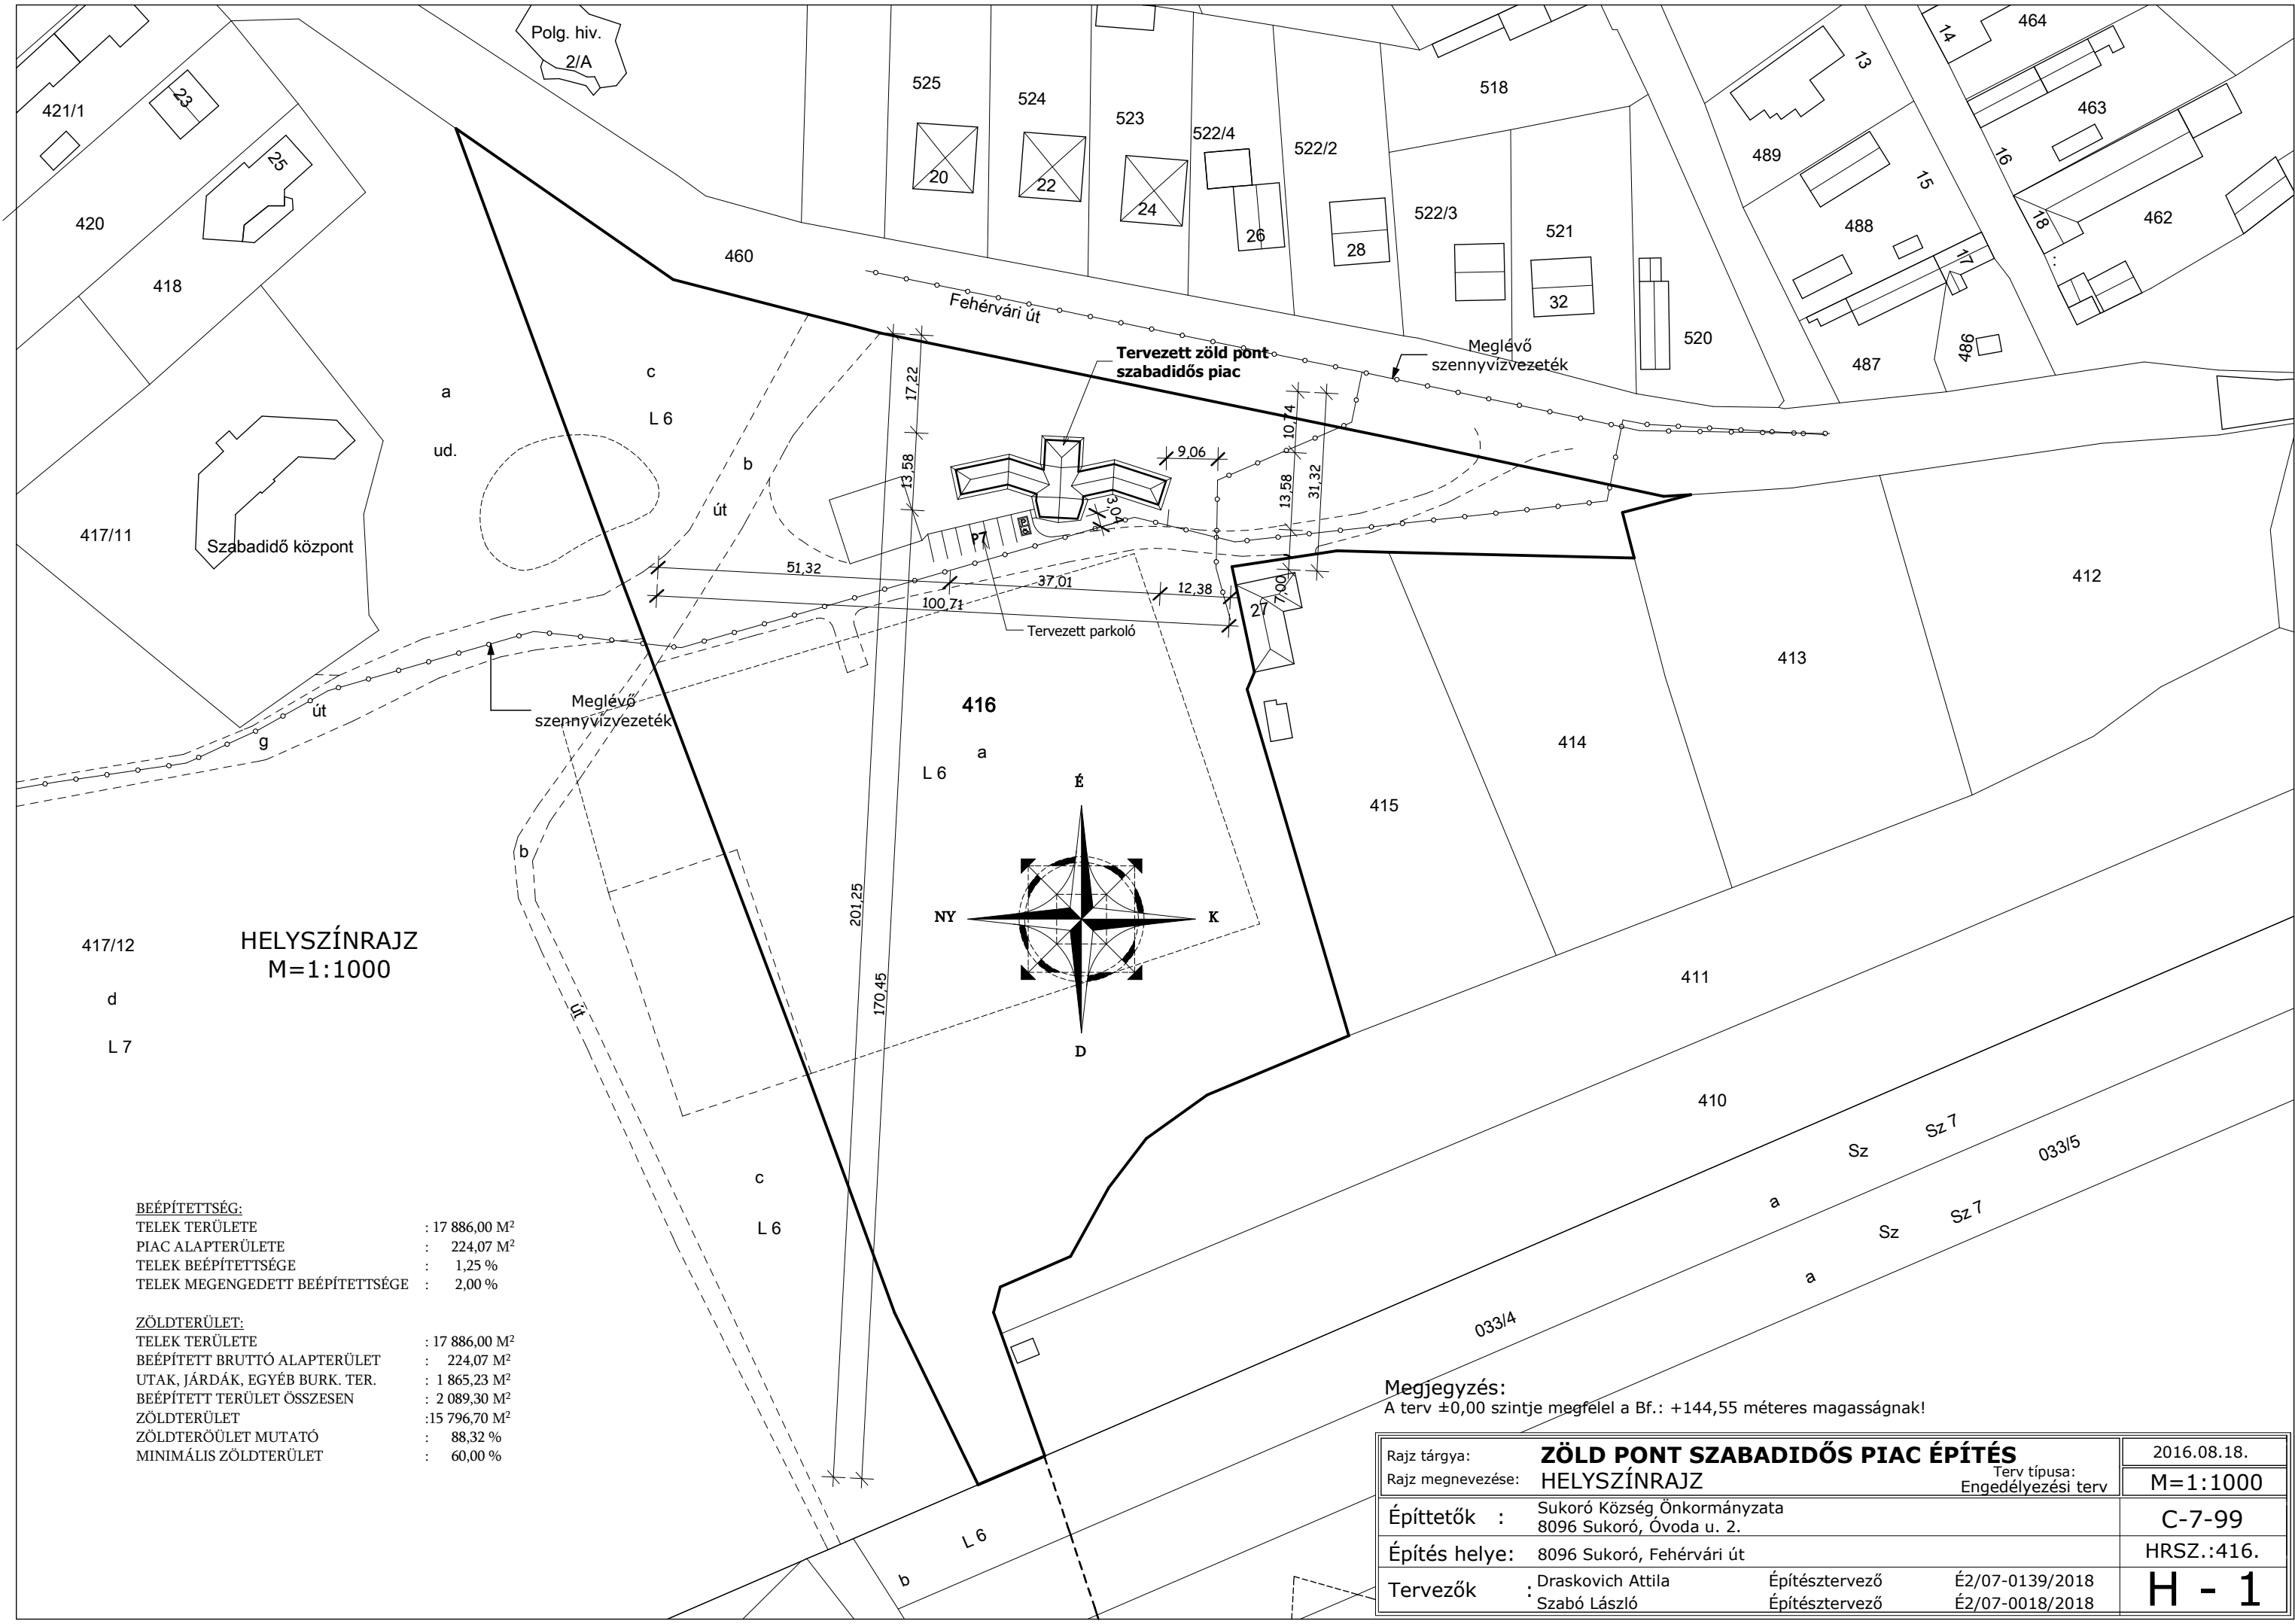 Polg. hiv.
2/A
421/1
23
25
420
418
525
524
523
522/4
522/2
522/3
521
520
518
20
22
24
26
28
32
13
14
464
463
489
15
16
488
18
462
17
487
486
460
Fehérvári út
Tervezett zöld pont
szabadidős piac
Meglévő
szennyvízvezeték
a
ud.
c
L 6
b
út
417/11
Szabadidő központ
17,22
13,58
9,06
3,04
10,74
13,58
31,32
P7
51,32
37,01
12,38
100,71
7,00
27
Tervezett parkoló
412
413
414
415
Meglévő
szennyvízvezeték
út
g
416
a
L 6
É
NY
K
D
b
út
201,25
170,45
417/12
d
L 7
HELYSZÍNRAJZ
M=1:1000
411
410
Sz
Sz 7
033/5
a
Sz
Sz 7
a
033/4
c
L 6
L 6
b
BEÉPÍTETTSÉG:
TELEK TERÜLETE : 17 886,00 M²
PIAC ALAPTERÜLETE : 224,07 M²
TELEK BEÉPÍTETTSÉGE : 1,25 %
TELEK MEGENGEDETT BEÉPÍTETTSÉGE : 2,00 %
ZÖLDTERÜLET:
TELEK TERÜLETE : 17 886,00 M²
BEÉPÍTETT BRUTTÓ ALAPTERÜLET : 224,07 M²
UTAK, JÁRDÁK, EGYÉB BURK. TER. : 1 865,23 M²
BEÉPÍTETT TERÜLET ÖSSZESEN : 2 089,30 M²
ZÖLDTERÜLET :15 796,70 M²
ZÖLDTERÖÜLET MUTATÓ : 88,32 %
MINIMÁLIS ZÖLDTERÜLET : 60,00 %
Megjegyzés:
A terv ±0,00 szintje megfelel a Bf.: +144,55 méteres magasságnak!
Rajz tárgya: ZÖLD PONT SZABADIDŐS PIAC ÉPÍTÉS
2016.08.18.
Rajz megnevezése: HELYSZÍNRAJZ
Terv típusa:
Engedélyezési terv
M=1:1000
Építtetők : Sukoró Község Önkormányzata
8096 Sukoró, Óvoda u. 2.
C-7-99
Építés helye: 8096 Sukoró, Fehérvári út
HRSZ.:416.
Tervezők : Draskovich Attila Építésztervező É2/07-0139/2018
Szabó László Építésztervező É2/07-0018/2018
H - 1